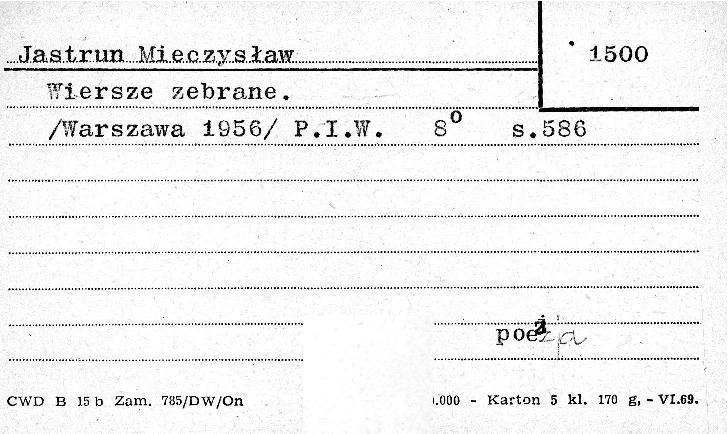 Jastrun Mieczysław 1500
Wiersze zebrane.
/Warszawa 1956/ P.I.W. 8° s.586
poezja
CWD B 15 b Zam. 785/DW/On .000 - Karton 5 kl. 170 g, - VI.69.